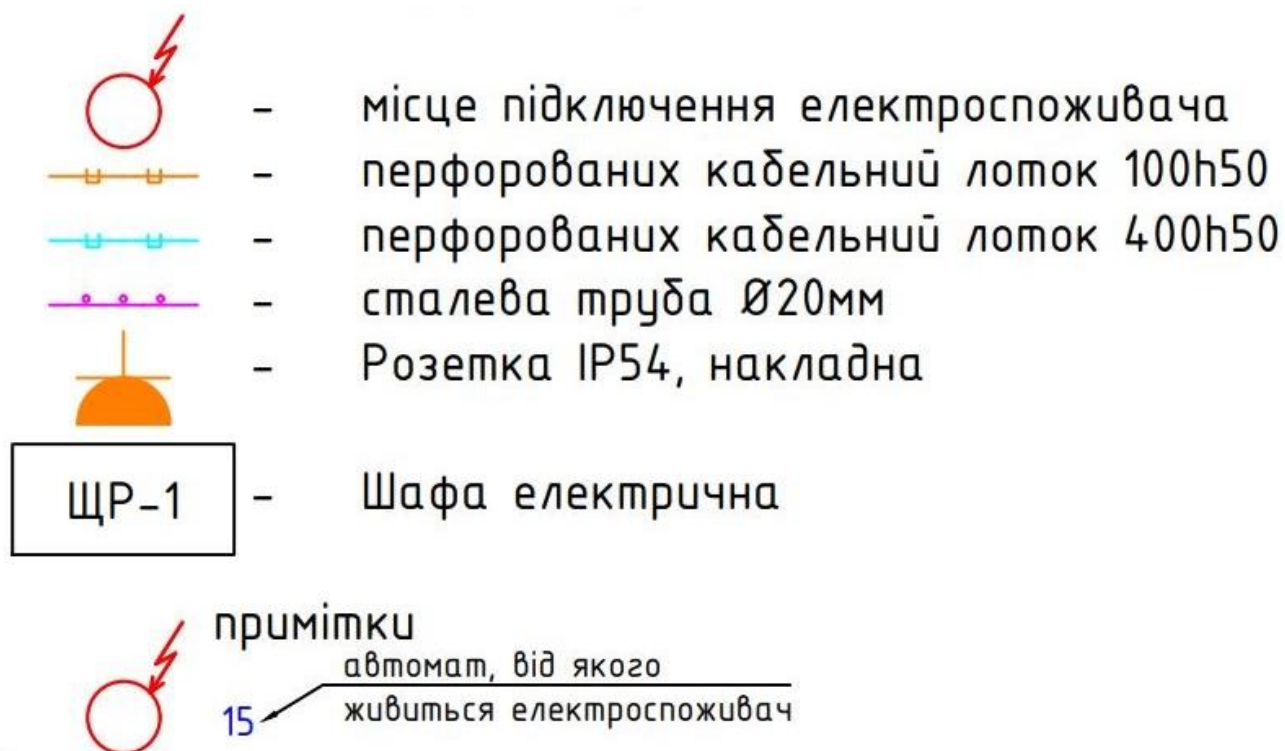 - місце підключення електроспоживача
- перфорованих кабельний лоток 100h50
- перфорованих кабельний лоток 400h50
- сталева труба Ø20мм
- Розетка IP54, накладна
ЩР-1 - Шафа електрична
примітки
автомат, від якого
15 живиться електроспоживач